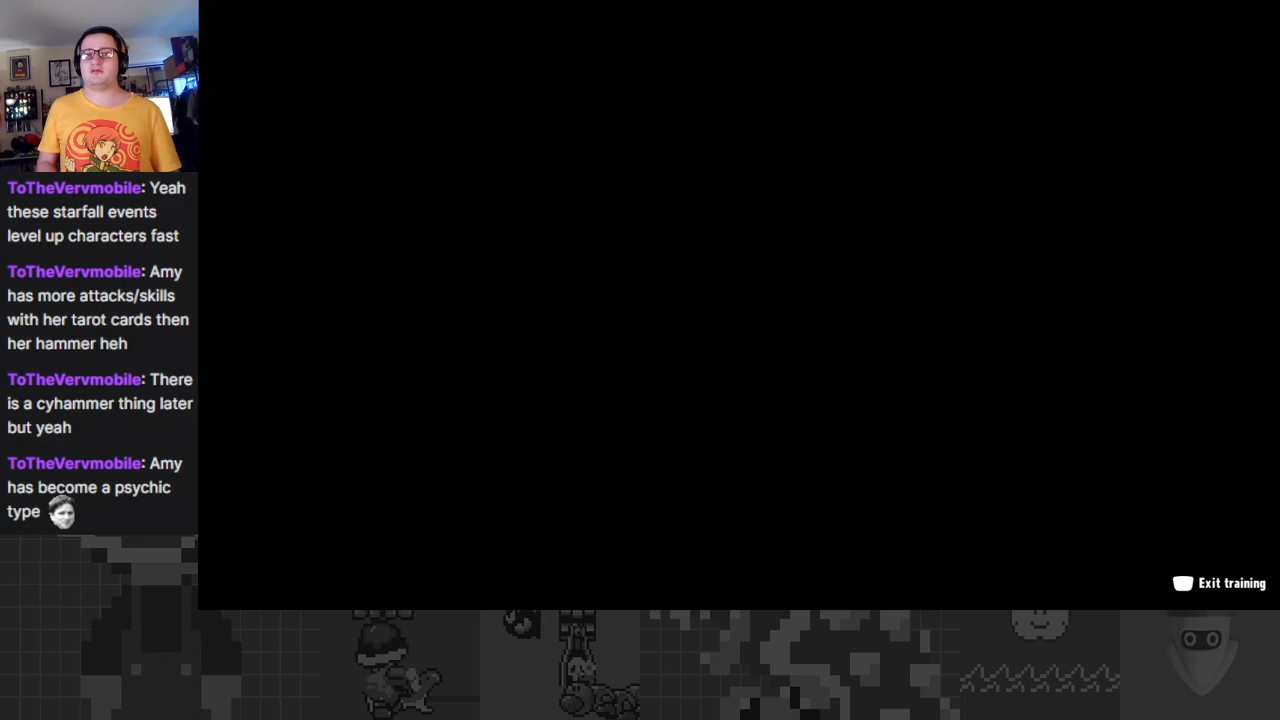 ToTheVervmobile: Yeah
these starfall events
level up characters fast
ToTheVervmobile: Amy
has more attacks/skills
with her tarot cards then
her hammer heh
ToTheVervmobile: There
is a cyhammer thing later
but yeah
ToTheVervmobile: Amy
has become a psychic
type
Exit training